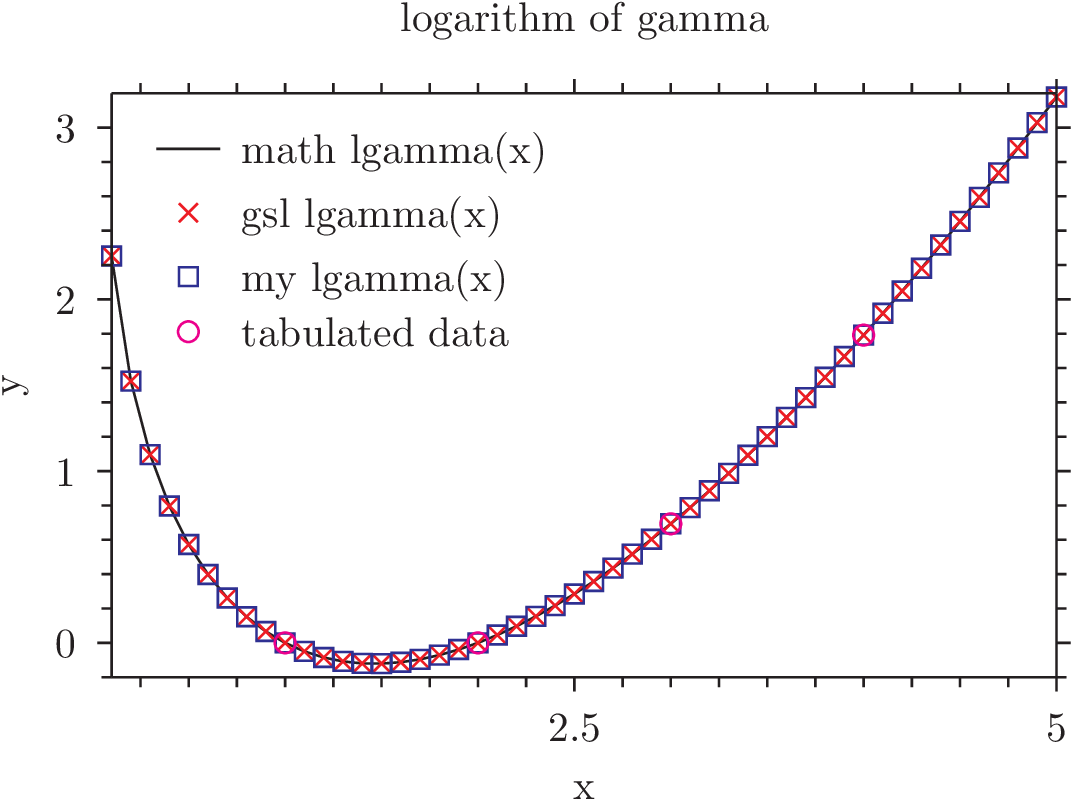 logarithm of gamma
3
math lgamma(x)
gsl lgamma(x)
2
my lgamma(x)
tabulated data
y
1
0
2.5
5
x